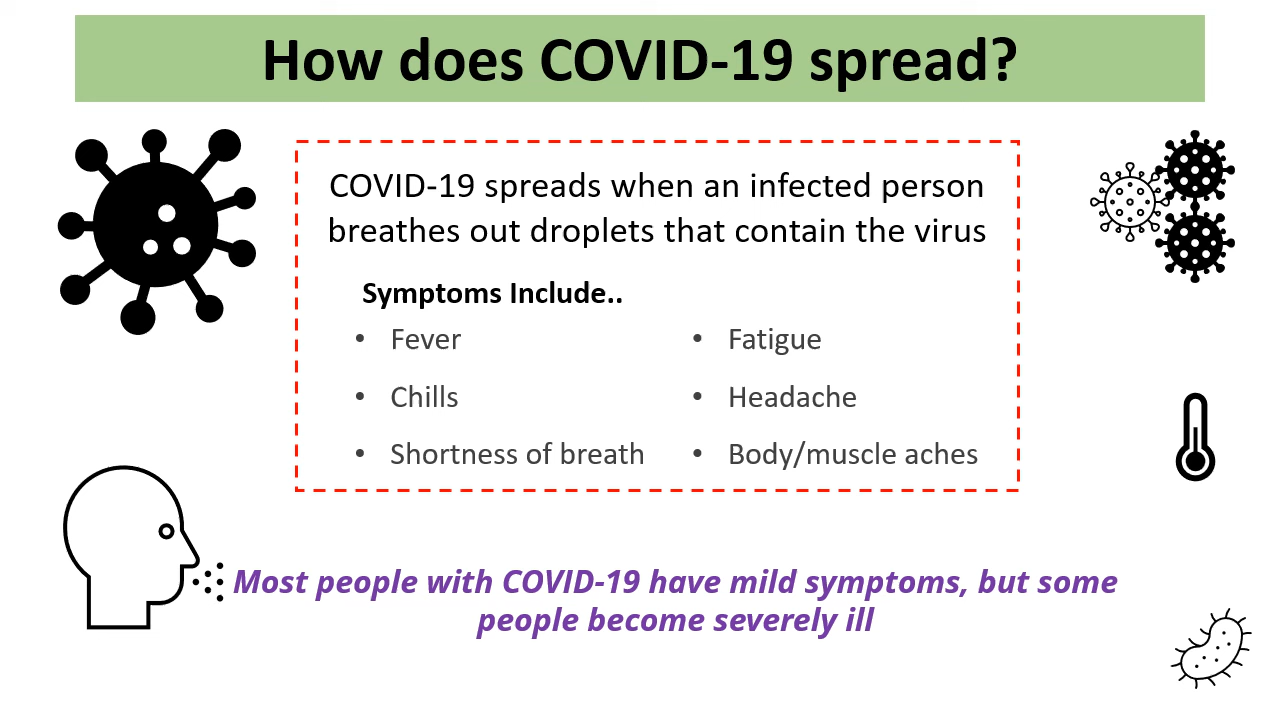 How does COVID-19 spread?
COVID-19 spreads when an infected person
breathes out droplets that contain the virus
Symptoms Include..
• Fever
• Chills
• Shortness of breath
• Fatigue
• Headache
• Body/muscle aches
Most people with COVID-19 have mild symptoms, but some
people become severely ill